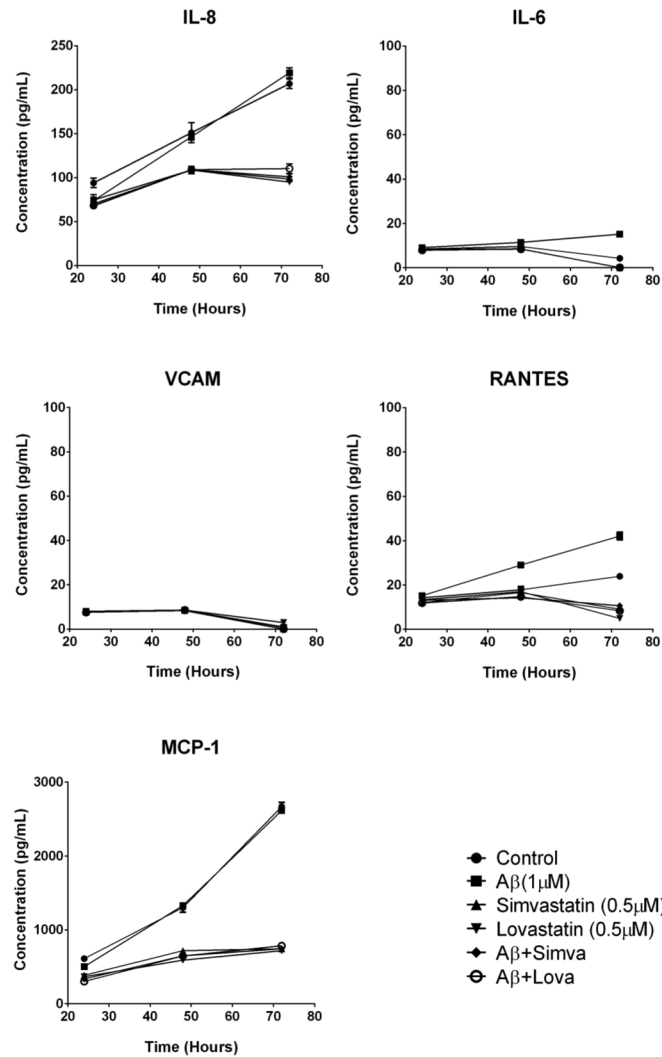 IL-8
Concentration (pg/mL)
250
200
150
100
50
0
20 30 40 50 60 70 80
Time (Hours)
IL-6
Concentration (pg/mL)
100
80
60
40
20
0
20 30 40 50 60 70 80
Time (Hours)
VCAM
Concentration (pg/mL)
100
80
60
40
20
0
20 30 40 50 60 70 80
Time (Hours)
RANTES
Concentration (pg/mL)
100
80
60
40
20
0
20 30 40 50 60 70 80
Time (Hours)
MCP-1
Concentration (pg/mL)
3000
2000
1000
0
20 30 40 50 60 70 80
Time (Hours)
Control
Aβ(1μM)
Simvastatin (0.5μM)
Lovastatin (0.5μM)
Aβ+Simva
Aβ+Lova